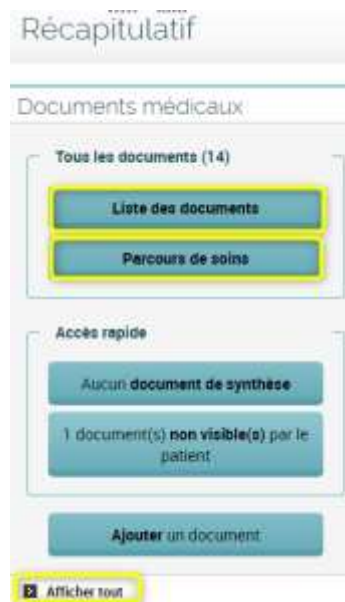 Récapitulatif
Documents médicaux
Tous les documents (14)
Liste des documents
Parcours de soins
Accès rapide
Aucun document de synthèse
1 document(s) non visible(s) par le
patient
Ajouter un document
Afficher tout